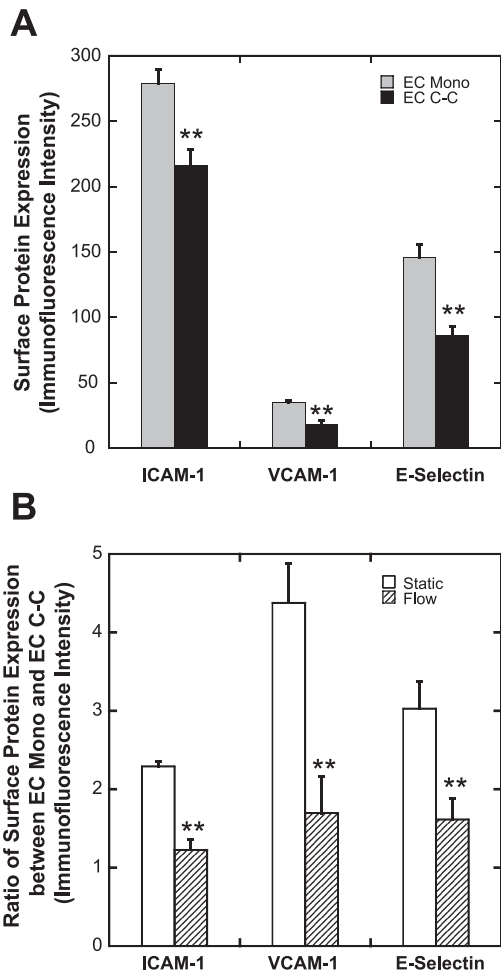 A
Surface Protein Expression
(Immunofluorescence Intensity)
300
250
200
150
100
50
0
EC Mono
EC C-C
**
**
**
ICAM-1 VCAM-1 E-Selectin
B
Ratio of Surface Protein Expression
between EC Mono and EC C-C
(Immunofluorescence Intensity)
5
4
3
2
1
0
Static
Flow
**
**
**
ICAM-1 VCAM-1 E-Selectin